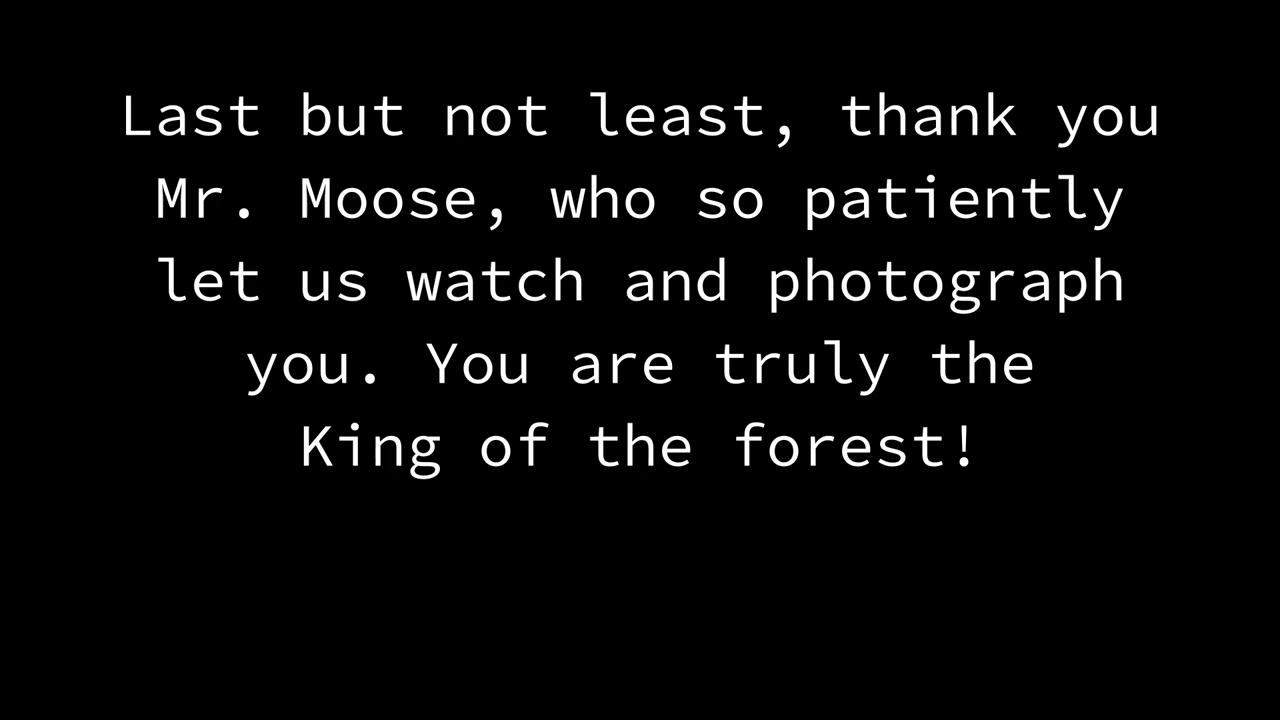 Last but not least, thank you
Mr. Moose, who so patiently
let us watch and photograph
you. You are truly the
King of the forest!